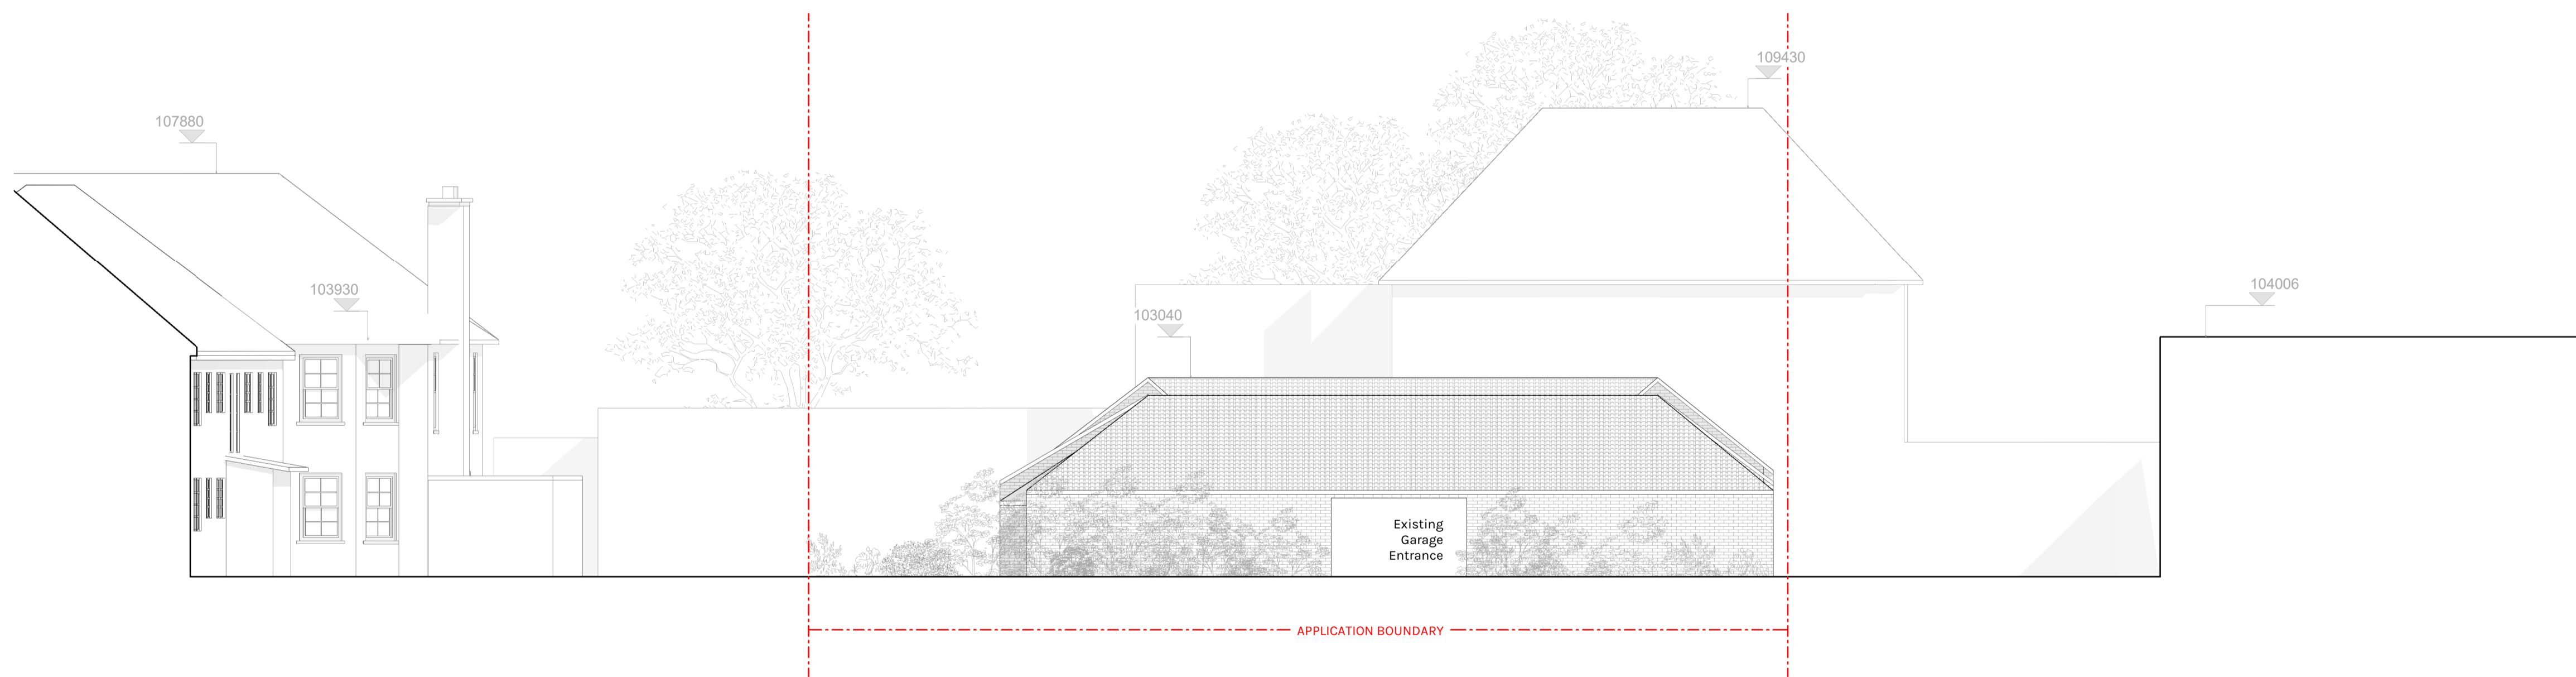 109430
107880
104006
103930
103040
Existing
Garage
Entrance
APPLICATION BOUNDARY